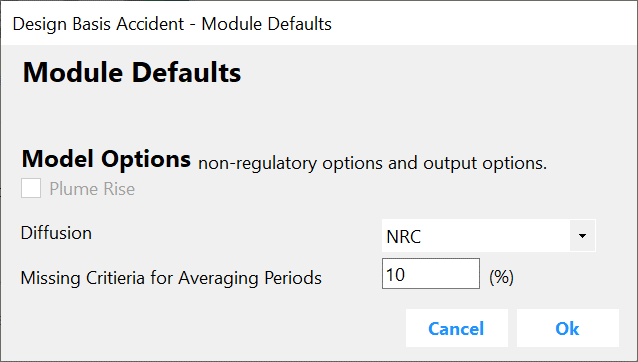 Design Basis Accident - Module Defaults
Module Defaults
Model Options non-regulatory options and output options.
Plume Rise
Diffusion NRC
Missing Critieria for Averaging Periods 10 (%)
Cancel Ok